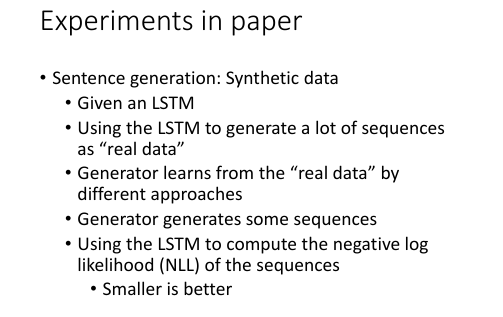 Experiments in paper
• Sentence generation: Synthetic data
• Given an LSTM
• Using the LSTM to generate a lot of sequences
as “real data”
• Generator learns from the “real data” by
different approaches
• Generator generates some sequences
• Using the LSTM to compute the negative log
likelihood (NLL) of the sequences
• Smaller is better